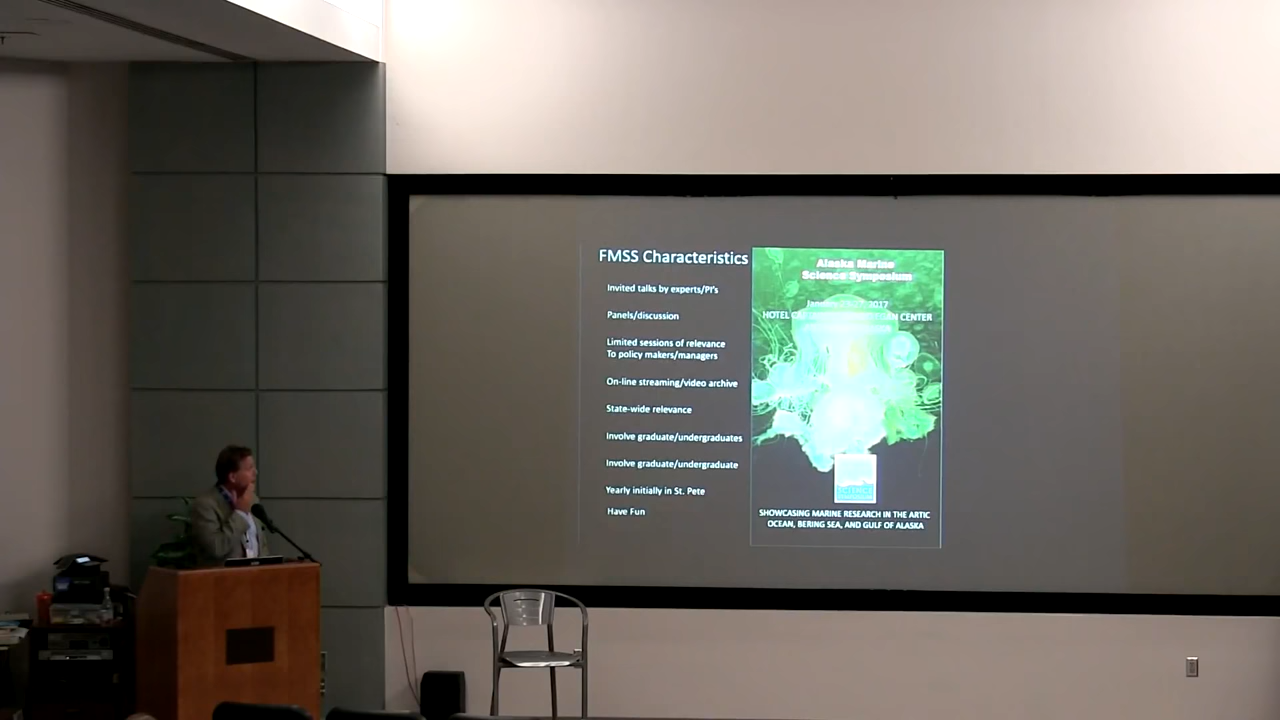 FMSS Characteristics
Invited talks by experts/PI's
Panels/discussion
Limited sessions of relevance
To policy makers/managers
On-line streaming/video archive
State-wide relevance
Involve graduate/undergraduates
Involve graduate/undergraduate
Yearly initially in St. Pete
Have Fun
Alaska Marine
Science Symposium
2017
HOTEL CENTER
SHOWCASING MARINE RESEARCH IN THE ARTIC
OCEAN, BERING SEA, AND GULF OF ALASKA